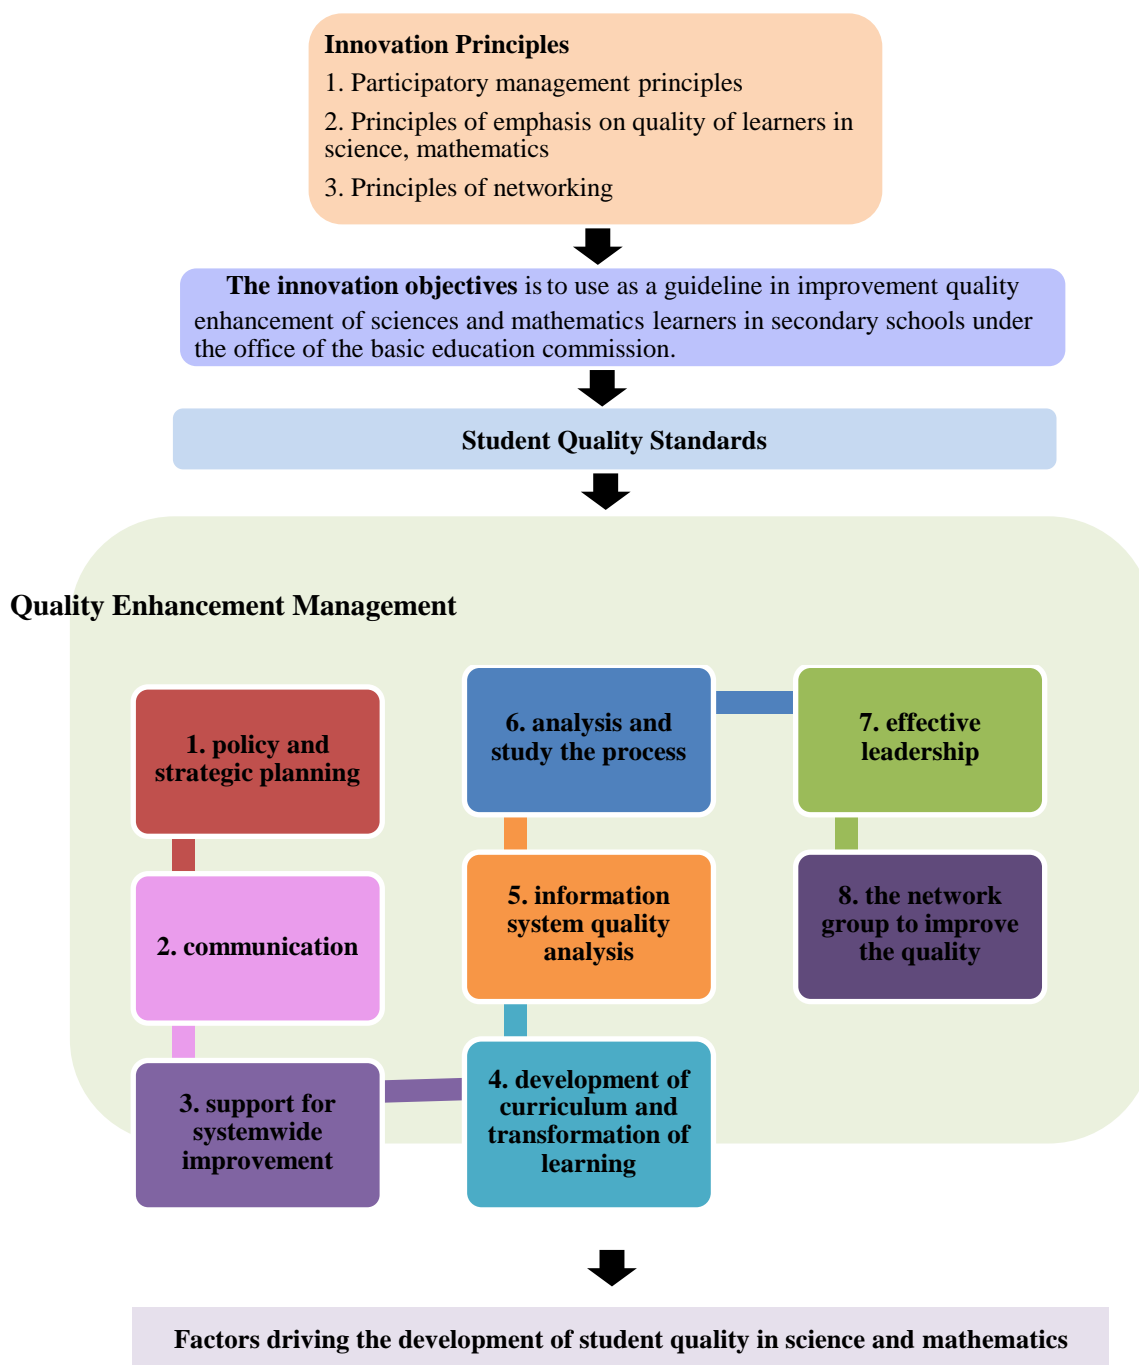 Innovation Principles
1. Participatory management principles
2. Principles of emphasis on quality of learners in
science, mathematics
3. Principles of networking
The innovation objectives is to use as a guideline in improvement quality
enhancement of sciences and mathematics learners in secondary schools under
the office of the basic education commission.
Student Quality Standards
Quality Enhancement Management
1. policy and
strategic planning
2. communication
3. support for
systemwide
improvement
4. development of
curriculum and
transformation of
learning
5. information
system quality
analysis
6. analysis and
study the process
7. effective
leadership
8. the network
group to improve
the quality
Factors driving the development of student quality in science and mathematics